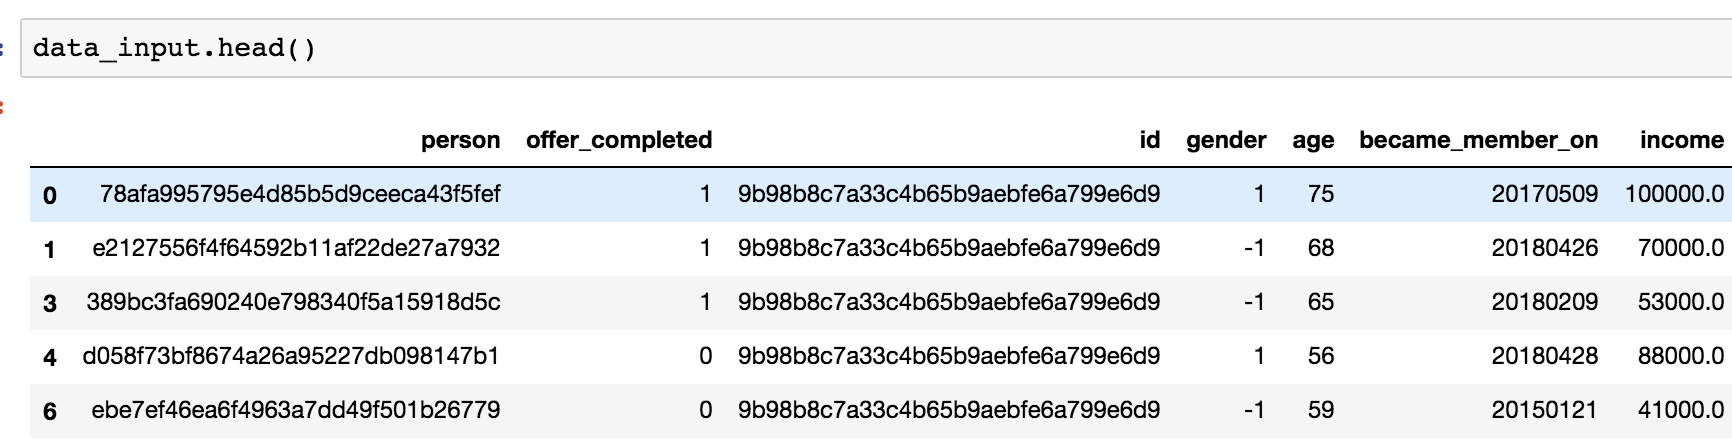 data_input.head()
person offer_completed id gender age became_member_on income
0 78afa995795e4d85b5d9ceeca43f5fef 1 9b98b8c7a33c4b65b9aebfe6a799e6d9 1 75 20170509 100000.0
1 e2127556f4f64592b11af22de27a7932 1 9b98b8c7a33c4b65b9aebfe6a799e6d9 -1 68 20180426 70000.0
3 389bc3fa690240e798340f5a15918d5c 1 9b98b8c7a33c4b65b9aebfe6a799e6d9 -1 65 20180209 53000.0
4 d058f73bf8674a26a95227db098147b1 0 9b98b8c7a33c4b65b9aebfe6a799e6d9 1 56 20180428 88000.0
6 ebe7ef46ea6f4963a7dd49f501b26779 0 9b98b8c7a33c4b65b9aebfe6a799e6d9 -1 59 20150121 41000.0